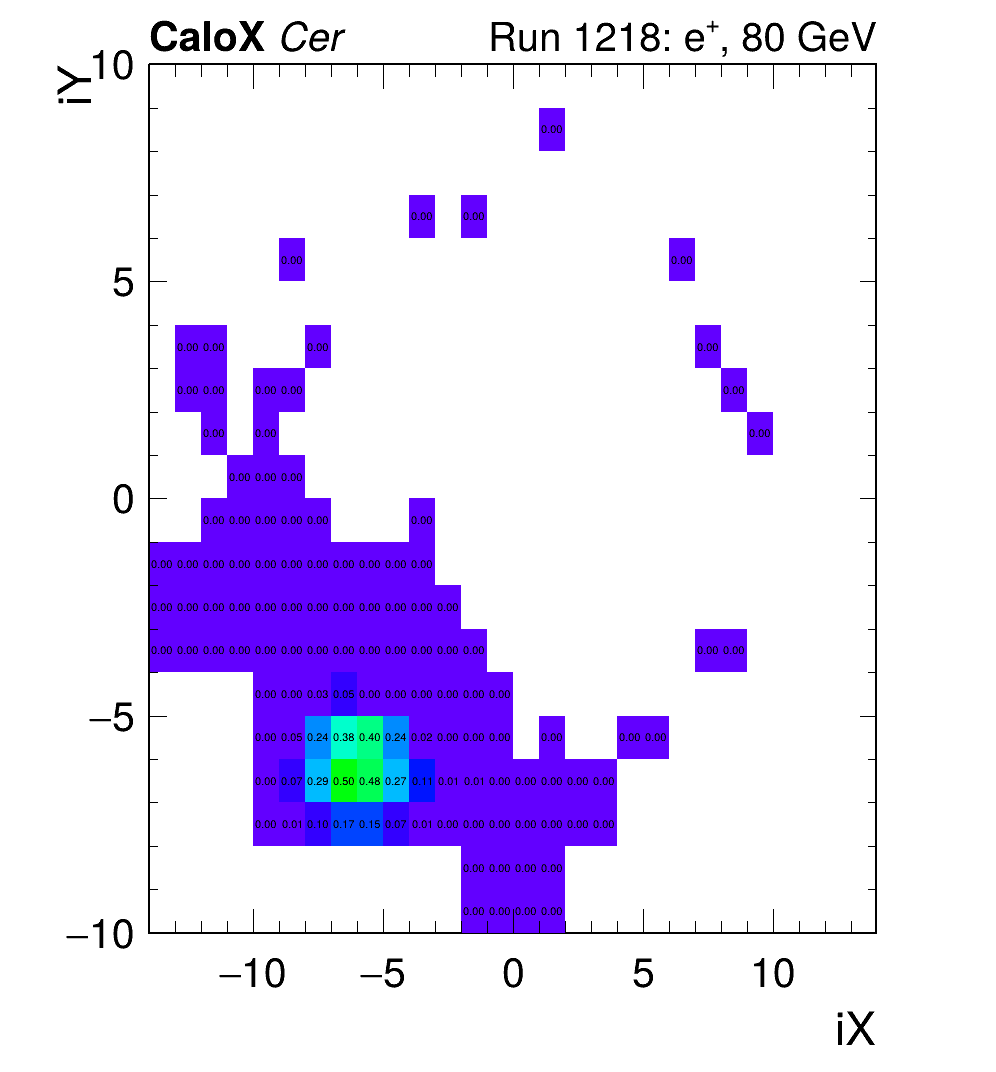 CaloX Cer Run 1218: e⁺, 80 GeV
10
iY
0.00
0.00 0.00
0.00 0.00
5
0.00 0.00 0.00 0.00
0.00 0.00 0.00 0.00 0.00
0.00 0.00 0.00
0.00 0.00 0.00
0
0.00 0.00 0.00 0.00 0.00 0.00
0.00 0.00 0.00 0.00 0.00 0.00 0.00 0.00 0.00 0.00 0.00
0.00 0.00 0.00 0.00 0.00 0.00 0.00 0.00 0.00 0.00 0.00 0.00
0.00 0.00 0.00 0.00 0.00 0.00 0.00 0.00 0.00 0.00 0.00 0.00 0.00 0.00 0.00
0.00 0.00 0.03 0.05 0.00 0.00 0.00 0.00 0.00 0.00
−5
0.00 0.05 0.24 0.38 0.40 0.24 0.02 0.00 0.00 0.00 0.00 0.00 0.00
0.00 0.07 0.29 0.50 0.48 0.27 0.11 0.01 0.01 0.00 0.00 0.00 0.00 0.00
0.00 0.01 0.10 0.17 0.15 0.07 0.01 0.00 0.00 0.00 0.00 0.00 0.00 0.00
0.00 0.00 0.00 0.00
0.00 0.00 0.00 0.00
−10
−10 −5 0 5 10
iX